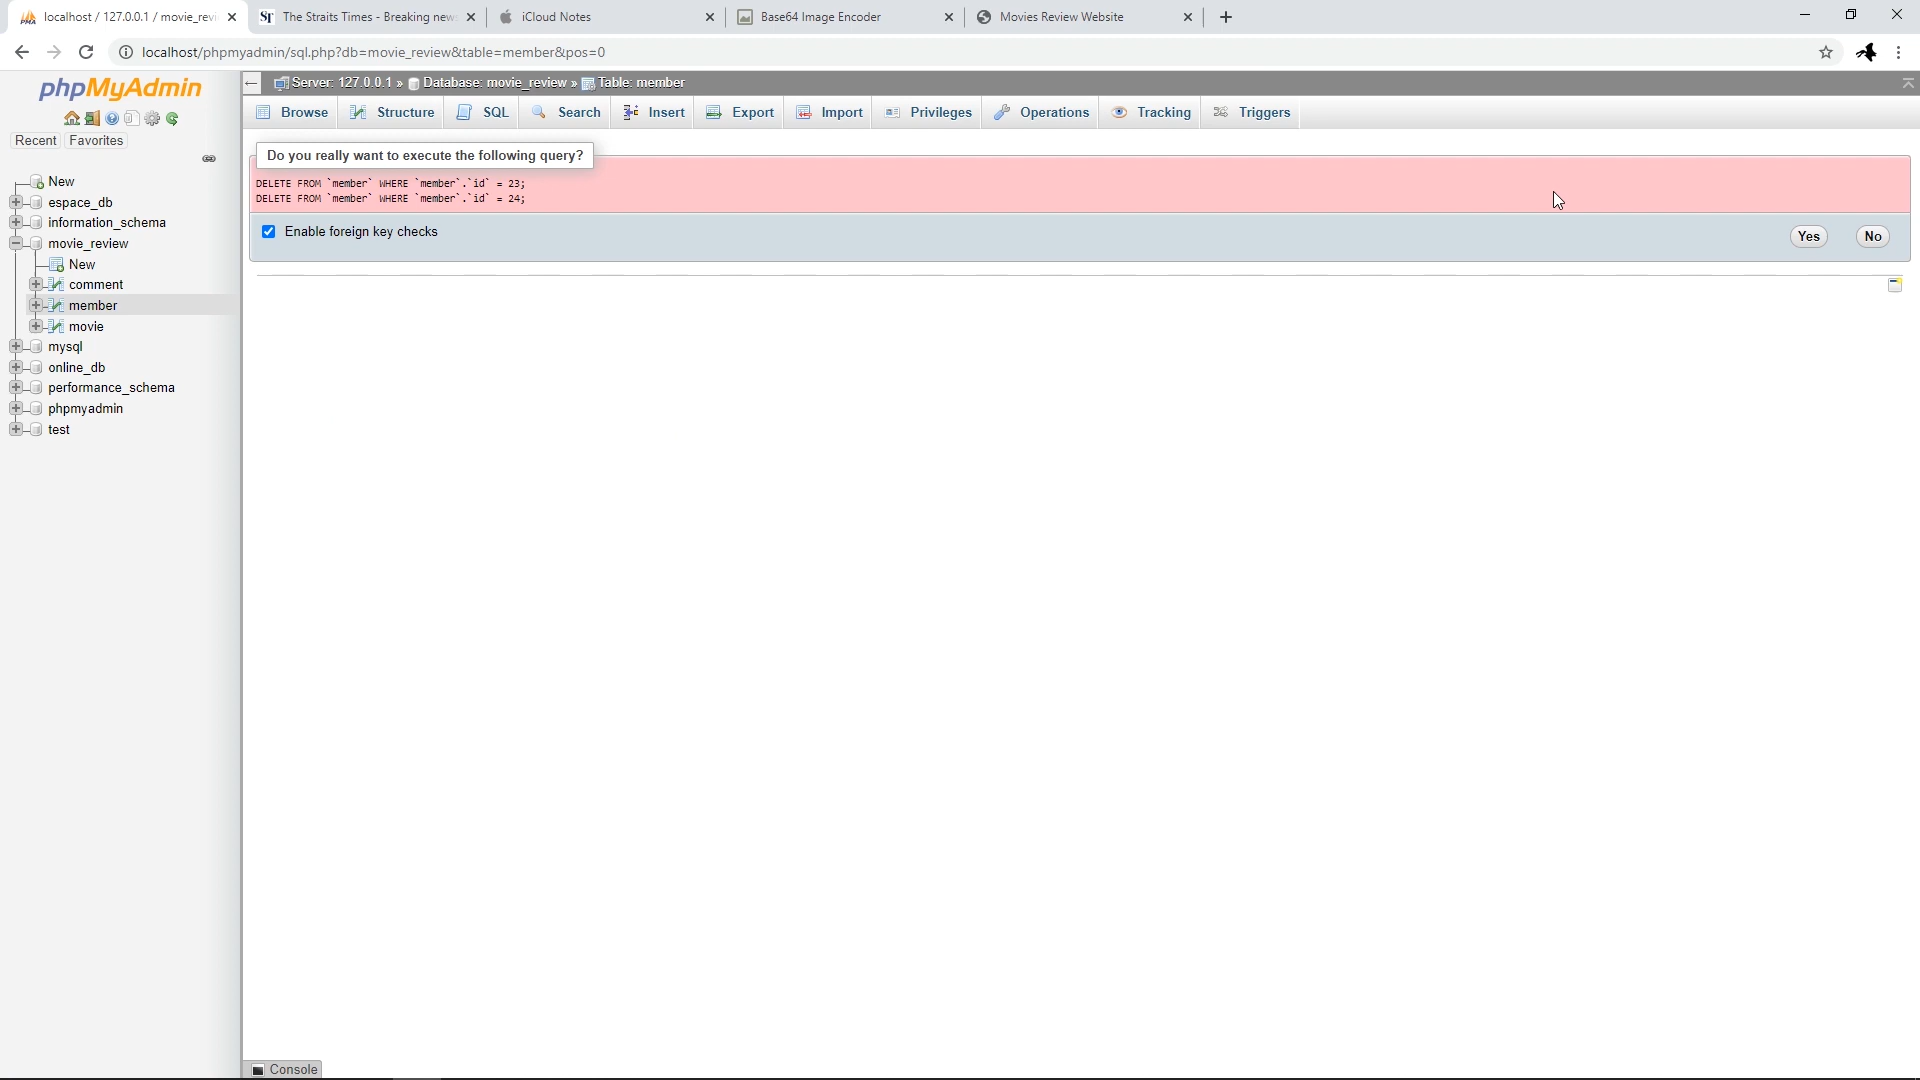 localhost / 127.0.0.1 / movie_revi
The Straits Times - Breaking news
iCloud Notes
Base64 Image Encoder
Movies Review Website
localhost/phpmyadmin/sql.php?db=movie_review&table=member&pos=0
phpMyAdmin
Server: 127.0.0.1 » Database: movie_review » Table: member
Browse Structure SQL Search Insert Export Import Privileges Operations Tracking Triggers
Recent Favorites
New
espace_db
information_schema
movie_review
New
comment
member
movie
mysql
online_db
performance_schema
phpmyadmin
test
Do you really want to execute the following query?
DELETE FROM `member` WHERE `member`.`id` = 23;
DELETE FROM `member` WHERE `member`.`id` = 24;
Enable foreign key checks
Yes No
Console